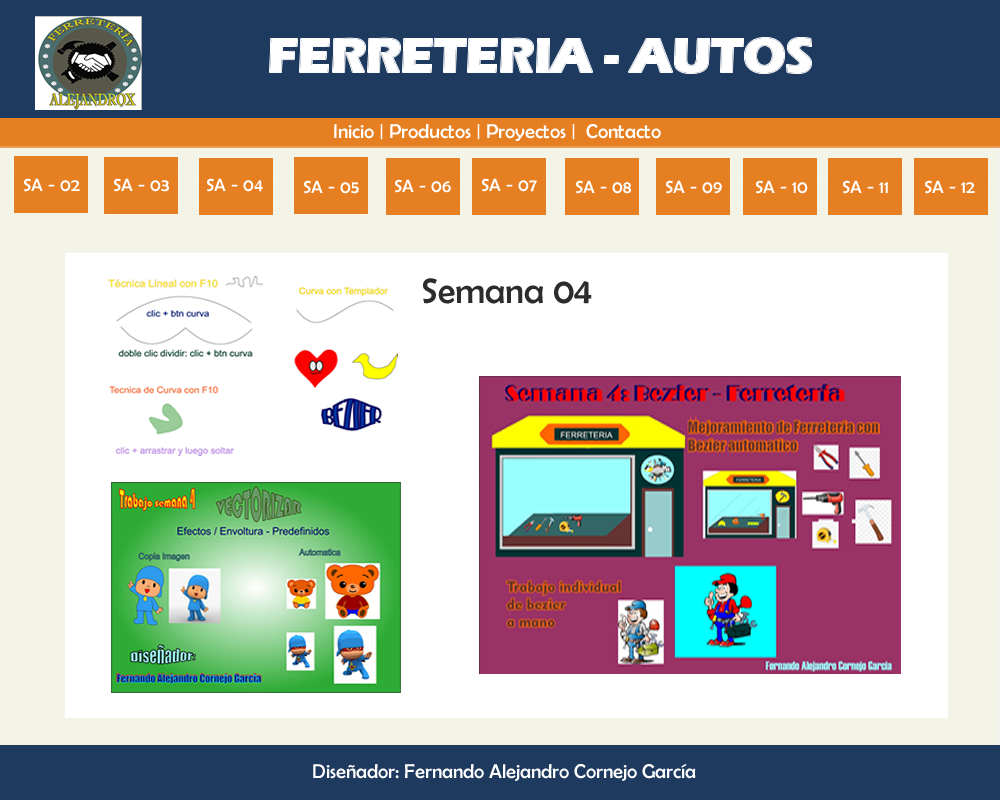 FERRETERIA
ALEJANDROX
FERRETERIA - AUTOS
Inicio | Productos | Proyectos | Contacto
SA - 02
SA - 03
SA - 04
SA - 05
SA - 06
SA - 07
SA - 08
SA - 09
SA - 10
SA - 11
SA - 12
Semana 04
Técnica Lineal con F10
clic + btn curva
doble clic dividir: clic + btn curva
Curva con Templador
Tecnica de Curva con F10
clic + arrastrar y luego soltar
BEZIER
Trabajo semana 4
VECTORIZAR
Efectos / Envoltura - Predefinidos
Copia Imagen
Automatica
DISEÑADOR:
Fernando Alejandro Cornejo Garcia
Semana 4: Bezier - Ferretería
FERRETERIA
Mejoramiento de Ferreteria con
Bezier automatico
FERRETERIA
Trabajo individual
de bezier
a mano
Fernando Alejandro Cornejo Garcia
Diseñador: Fernando Alejandro Cornejo García